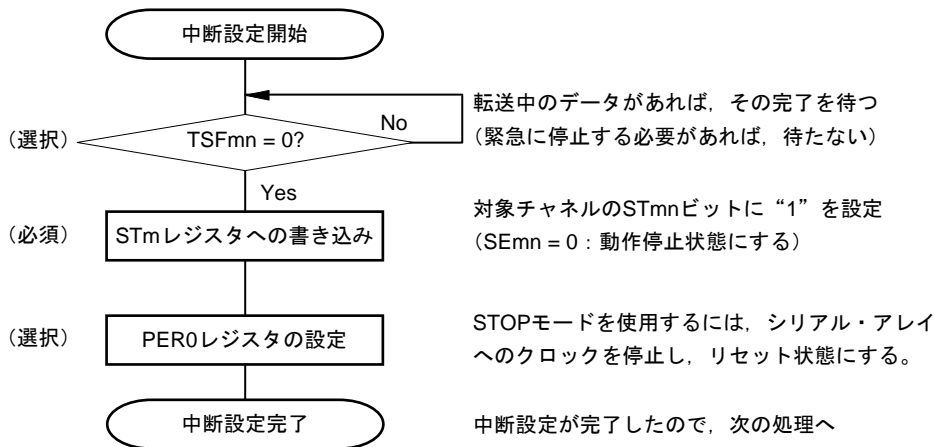 中断設定開始
転送中のデータがあれば，その完了を待つ
（緊急に停止する必要があれば，待たない）
（選択）
TSFmn = 0?
No
Yes
対象チャネルのSTmnビットに“1”を設定
（SEmn = 0：動作停止状態にする）
（必須）
STmレジスタへの書き込み
（選択）
PER0レジスタの設定
STOPモードを使用するには，シリアル・アレイ
へのクロックを停止し，リセット状態にする。
中断設定完了
中断設定が完了したので，次の処理へ